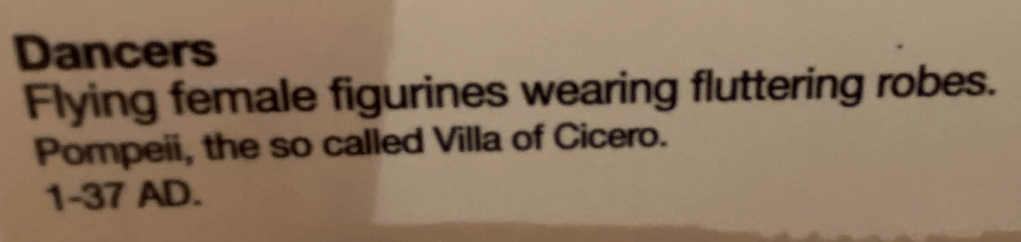 Dancers
Flying female figurines wearing fluttering robes.
Pompeii, the so called Villa of Cicero.
1-37 AD.